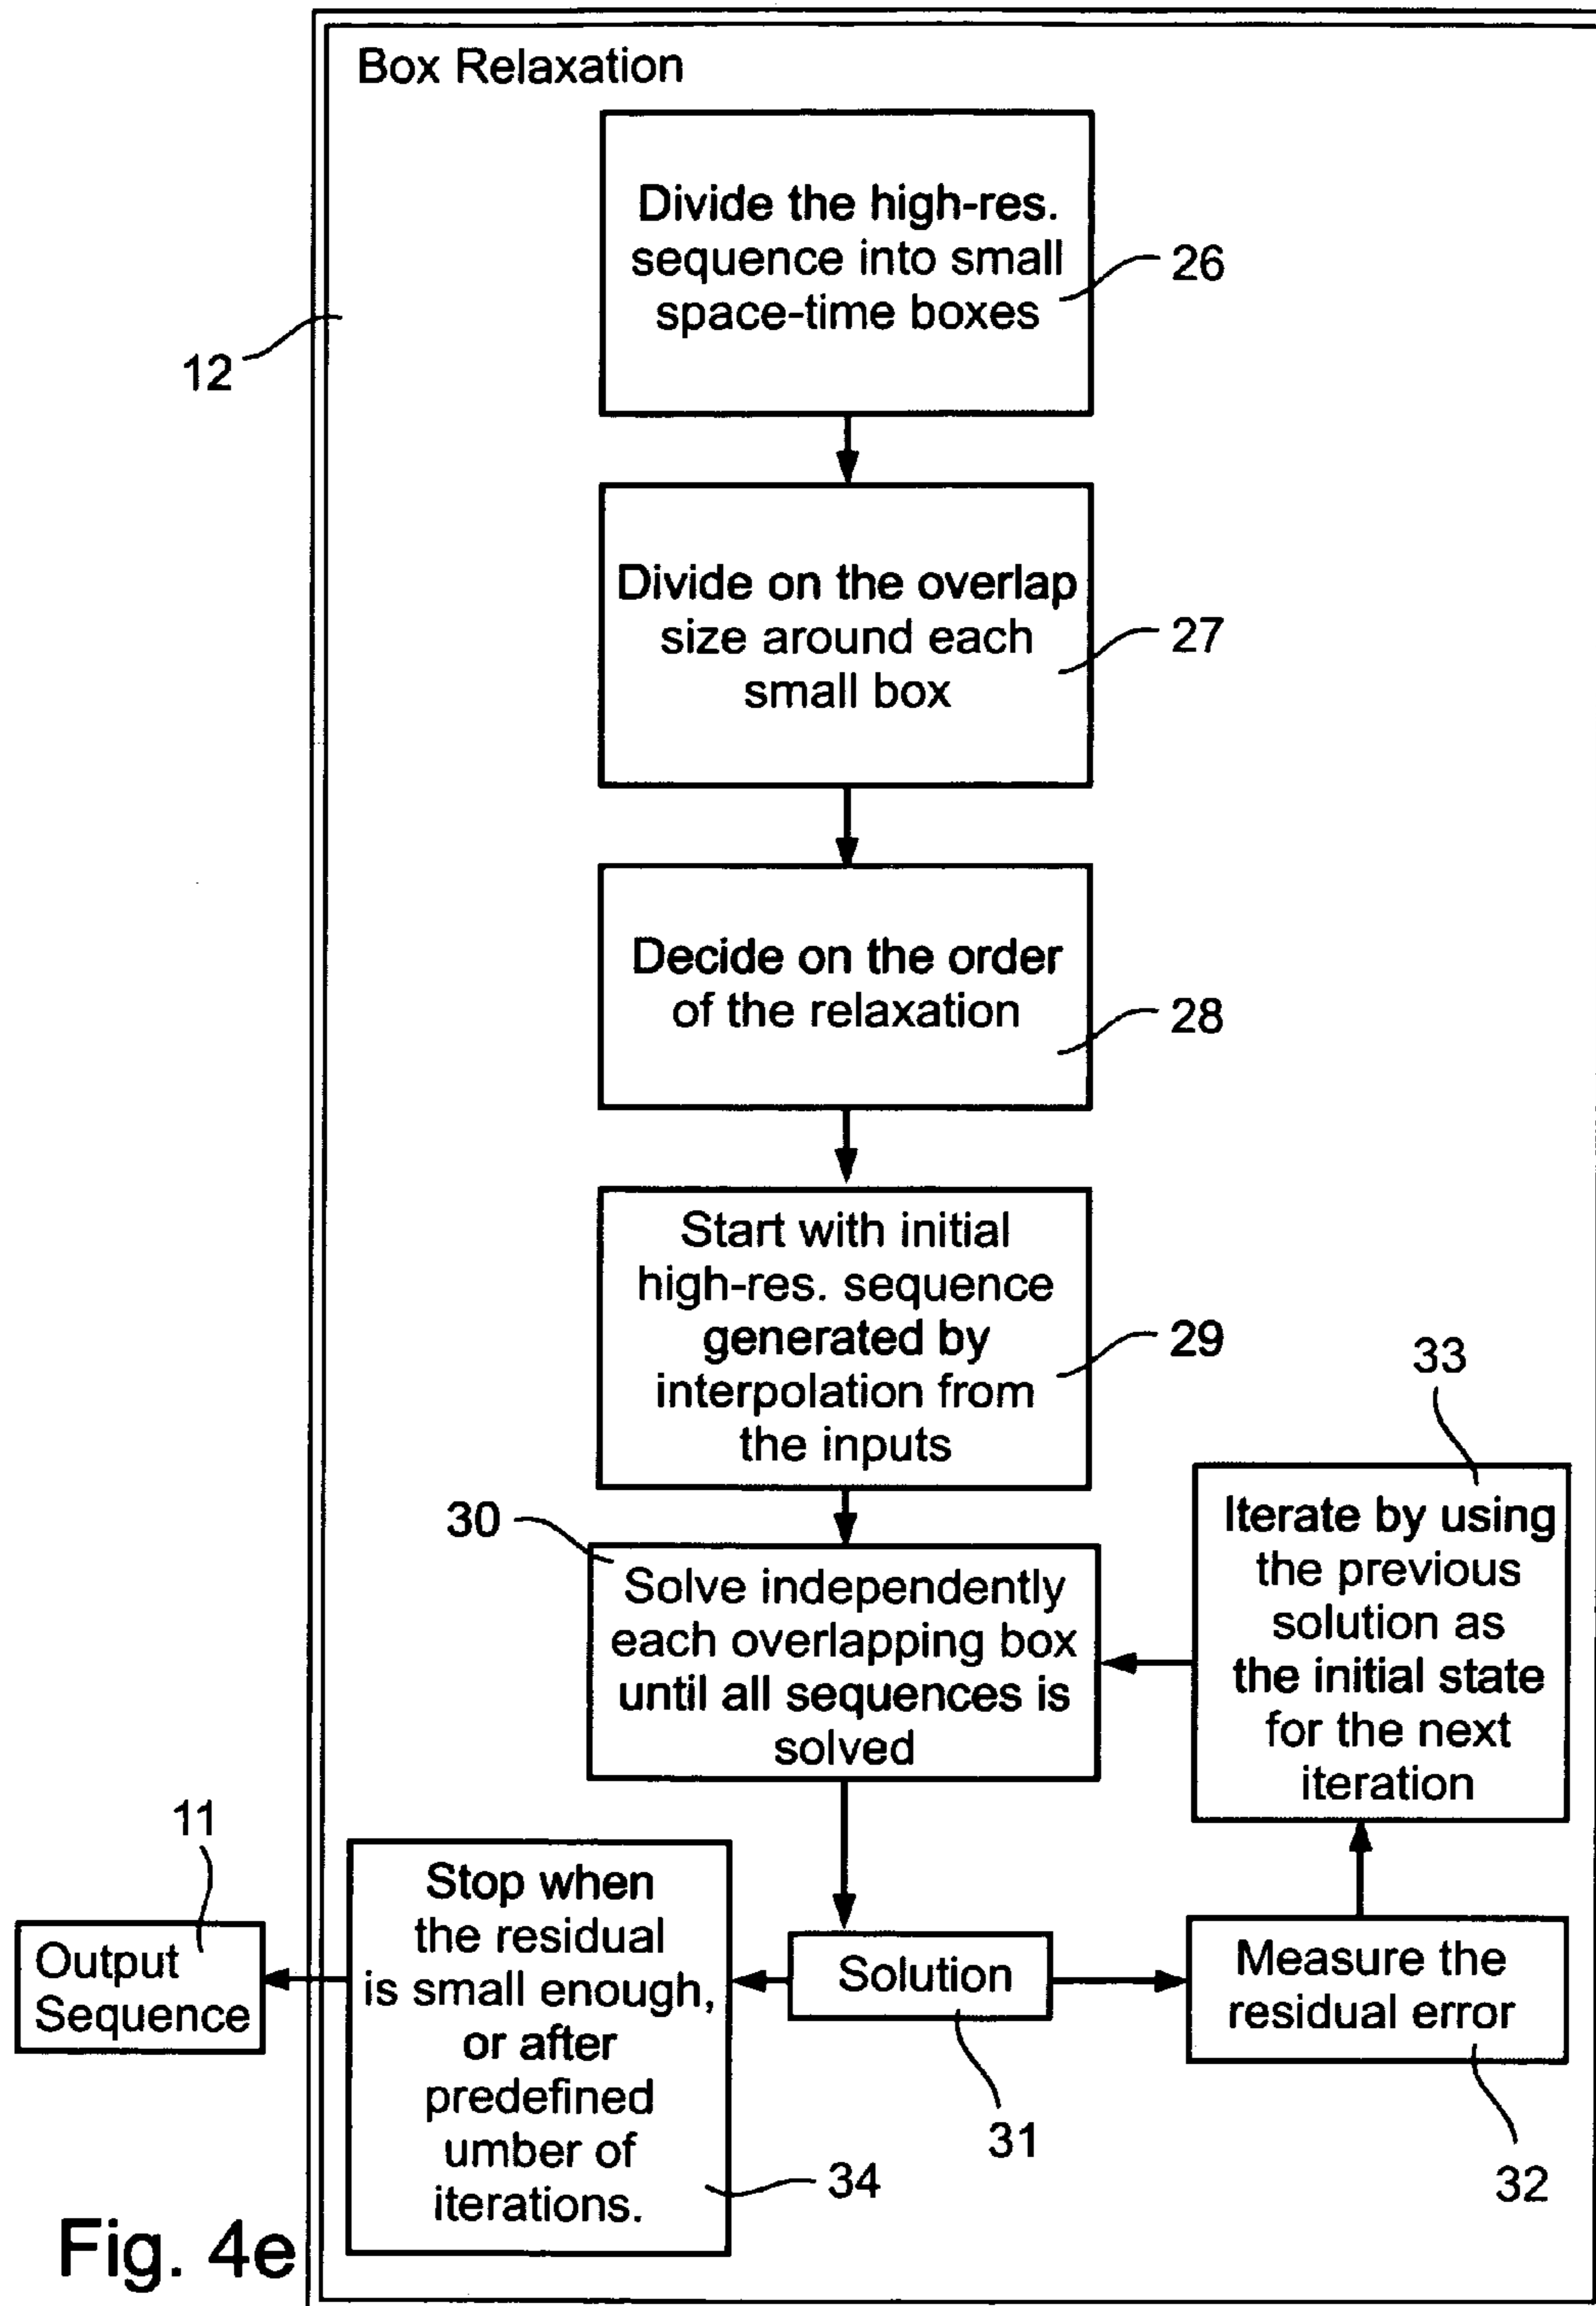 Box Relaxation
Divide the high-res.
sequence into small
space-time boxes
26
12
Divide on the overlap
size around each
small box
27
Decide on the order
of the relaxation
28
Start with initial
high-res. sequence
generated by
interpolation from
the inputs
29
33
30
Solve independently
each overlapping box
until all sequences is
solved
Iterate by using
the previous
solution as
the initial state
for the next
iteration
11
Output
Sequence
Stop when
the residual
is small enough,
or after
predefined
umber of
iterations.
34
Solution
31
Measure the
residual error
32
Fig. 4e